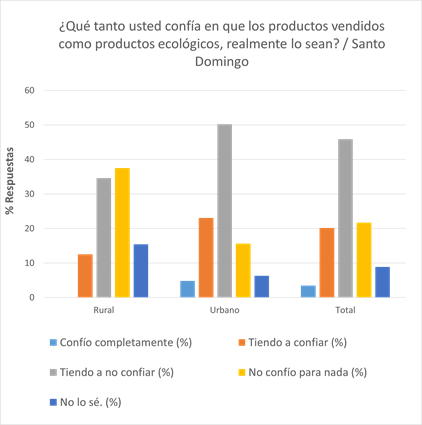 ¿Qué tanto usted confía en que los productos vendidos
como productos ecológicos, realmente lo sean? / Santo
Domingo
% Respuestas
60
50
40
30
20
10
0
Rural
Urbano
Total
Confío completamente (%)
Tiendo a confiar (%)
Tiendo a no confiar (%)
No confío para nada (%)
No lo sé. (%)